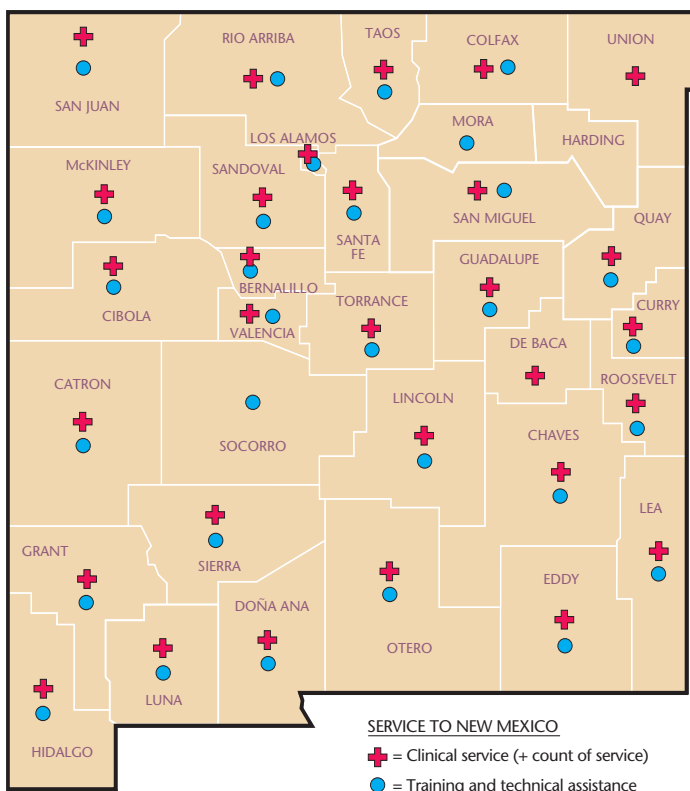 RIO ARRIBA
TAOS
COLFAX
UNION
SAN JUAN
MORA
LOS ALAMOS
HARDING
McKINLEY
SANDOVAL
SAN MIGUEL
QUAY
SANTA
FE
GUADALUPE
BERNALILLO
TORRANCE
CIBOLA
VALENCIA
CURRY
DE BACA
ROOSEVELT
CATRON
LINCOLN
CHAVES
SOCORRO
LEA
GRANT
SIERRA
EDDY
DOÑA ANA
OTERO
LUNA
HIDALGO
SERVICE TO NEW MEXICO
= Clinical service (+ count of service)
= Training and technical assistance